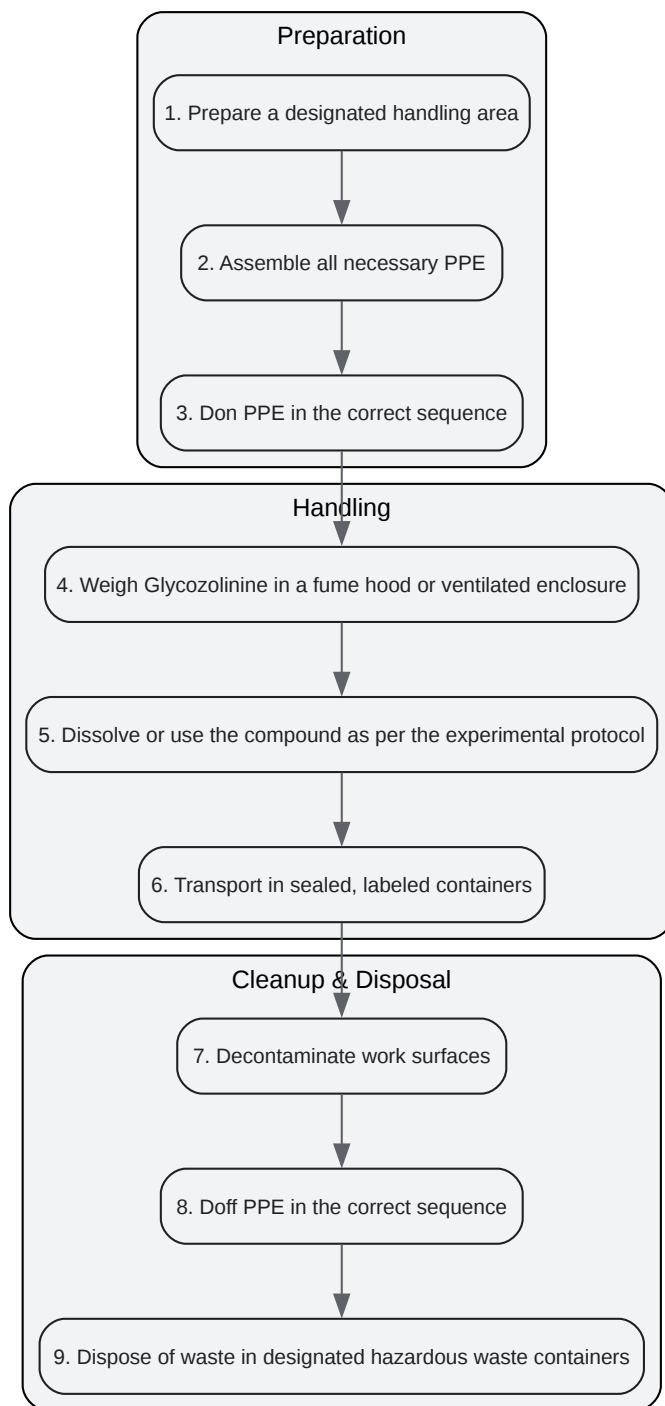 Preparation
1. Prepare a designated handling area
2. Assemble all necessary PPE
3. Don PPE in the correct sequence
Handling
4. Weigh Glycozolinine in a fume hood or ventilated enclosure
5. Dissolve or use the compound as per the experimental protocol
6. Transport in sealed, labeled containers
Cleanup & Disposal
7. Decontaminate work surfaces
8. Doff PPE in the correct sequence
9. Dispose of waste in designated hazardous waste containers